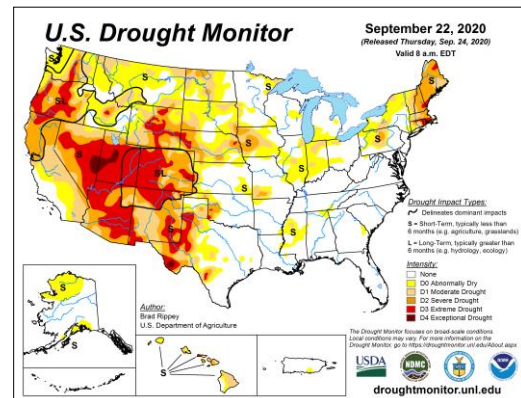 U.S. Drought Monitor
September 22, 2020
(Released Thursday, Sep. 24, 2020)
Valid 8 a.m. EDT
S
S
S
S
SL
S
S
S
S
SL
S
S
S
Drought Impact Types:
Delineates dominant impacts
S = Short-Term, typically less than
6 months (e.g. agriculture, grasslands)
L = Long-Term, typically greater than
6 months (e.g. hydrology, ecology)
Intensity:
None
D0 Abnormally Dry
D1 Moderate Drought
D2 Severe Drought
D3 Extreme Drought
D4 Exceptional Drought
S
S
Author:
Brad Rippey
U.S. Department of Agriculture
S
The Drought Monitor focuses on broad-scale conditions.
Local conditions may vary. For more information on the
Drought Monitor, go to https://droughtmonitor.unl.edu/About.aspx
USDA
NDMC
NOAA
droughtmonitor.unl.edu